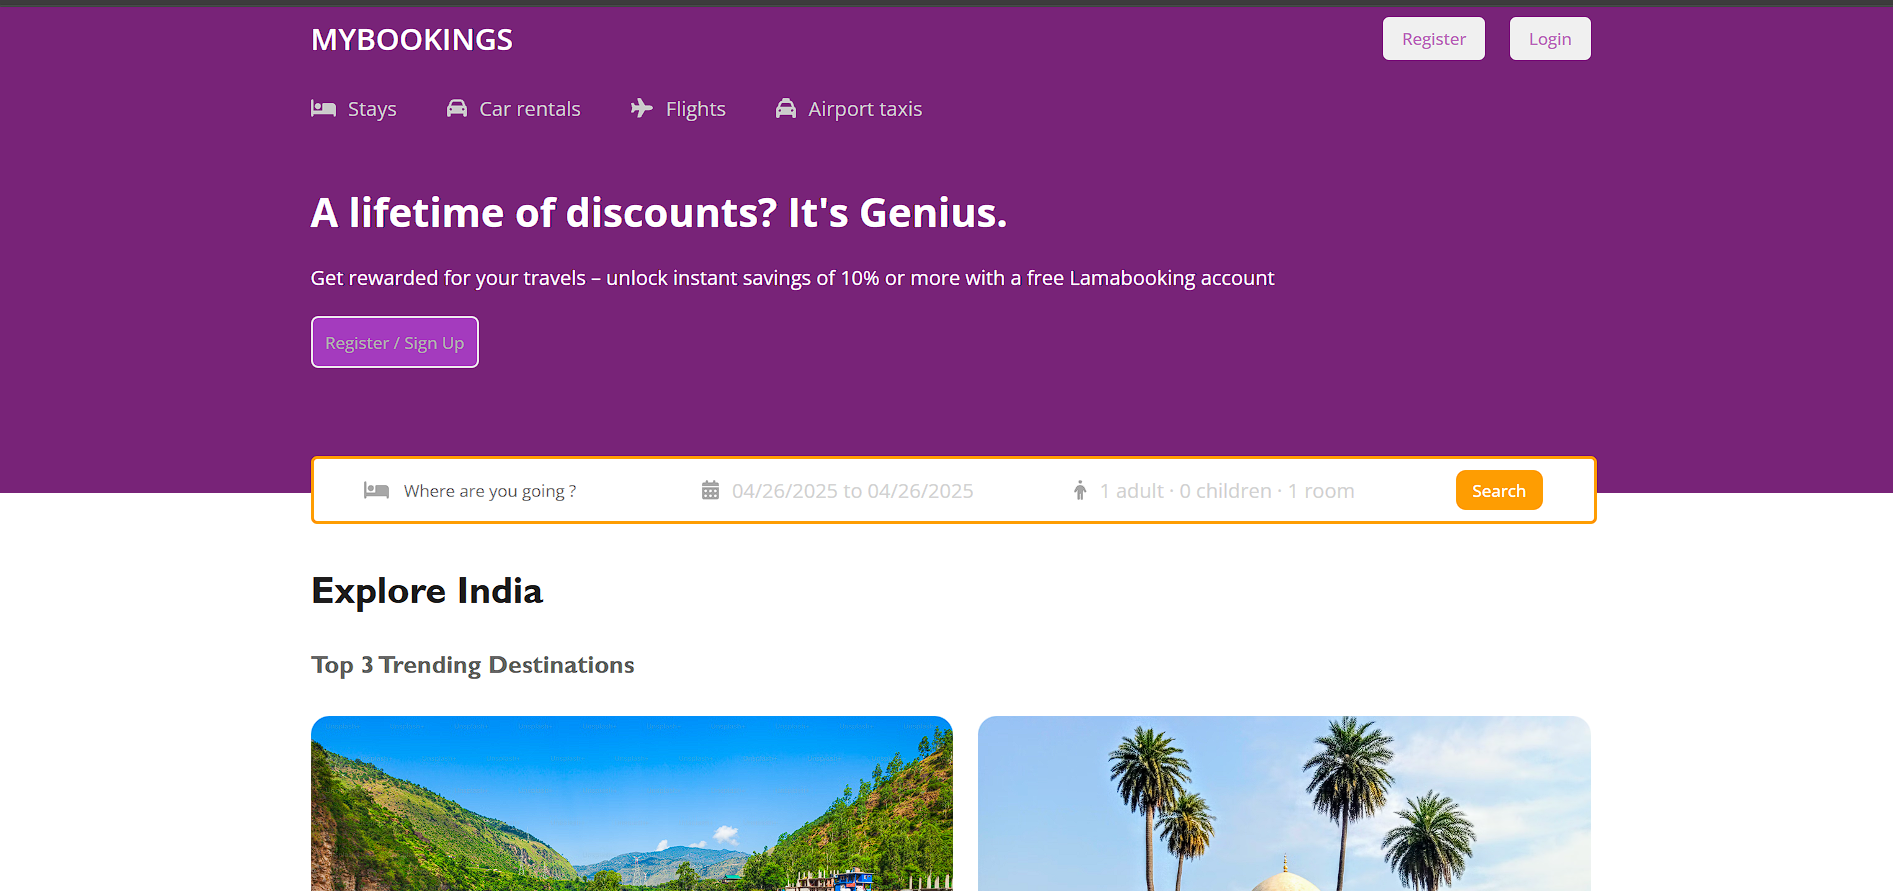 MYBOOKINGS
Register
Login
Stays
Car rentals
Flights
Airport taxis
A lifetime of discounts? It's Genius.
Get rewarded for your travels – unlock instant savings of 10% or more with a free Lamabooking account
Register / Sign Up
Where are you going ?
04/26/2025 to 04/26/2025
1 adult · 0 children · 1 room
Search
Explore India
Top 3 Trending Destinations